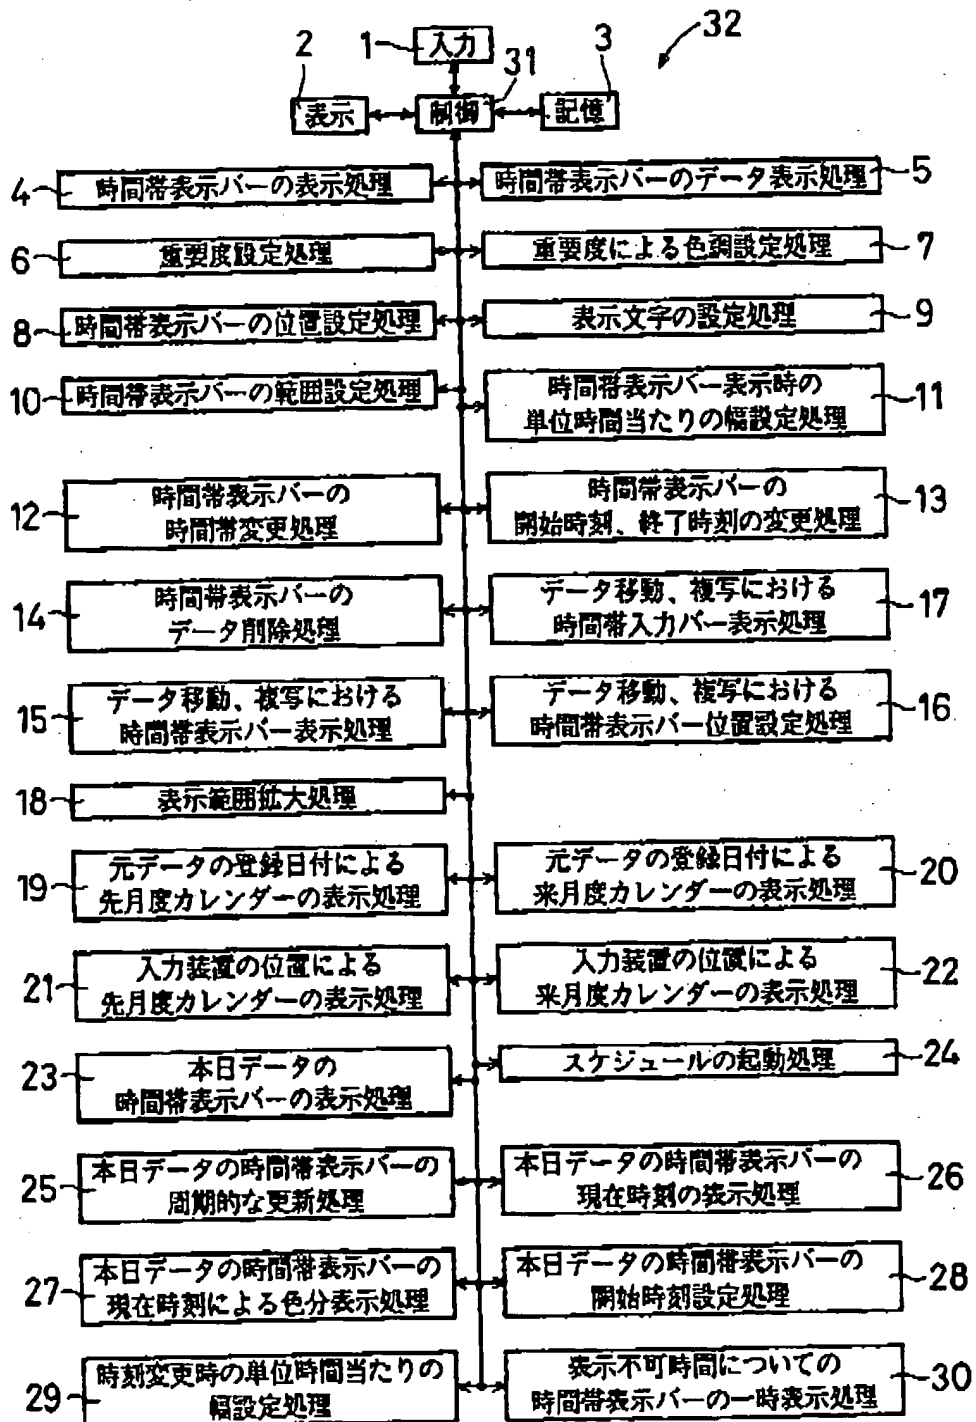 32
1 入力
2 表示
31 制御
3 記憶
4 時間帯表示バーの表示処理
時間帯表示バーのデータ表示処理 5
6 重要度設定処理
重要度による色調設定処理 7
8 時間帯表示バーの位置設定処理
表示文字の設定処理 9
10 時間帯表示バーの範囲設定処理
時間帯表示バー表示時の
単位時間当たりの幅設定処理 11
12 時間帯表示バーの
時間帯変更処理
時間帯表示バーの
開始時刻、終了時刻の変更処理 13
14 時間帯表示バーの
データ削除処理
データ移動、複写における
時間帯入力バー表示処理 17
15 データ移動、複写における
時間帯表示バー表示処理
データ移動、複写における
時間帯表示バー位置設定処理 16
18 表示範囲拡大処理
19 元データの登録日付による
先月度カレンダーの表示処理
元データの登録日付による
来月度カレンダーの表示処理 20
21 入力装置の位置による
先月度カレンダーの表示処理
入力装置の位置による
来月度カレンダーの表示処理 22
23 本日データの
時間帯表示バーの表示処理
スケジュールの起動処理 24
25 本日データの時間帯表示バーの
周期的な更新処理
本日データの時間帯表示バーの
現在時刻の表示処理 26
27 本日データの時間帯表示バーの
現在時刻による色分表示処理
本日データの時間帯表示バーの
開始時刻設定処理 28
29 時刻変更時の単位時間当たりの
幅設定処理
表示不可時間についての
時間帯表示バーの一時表示処理 30